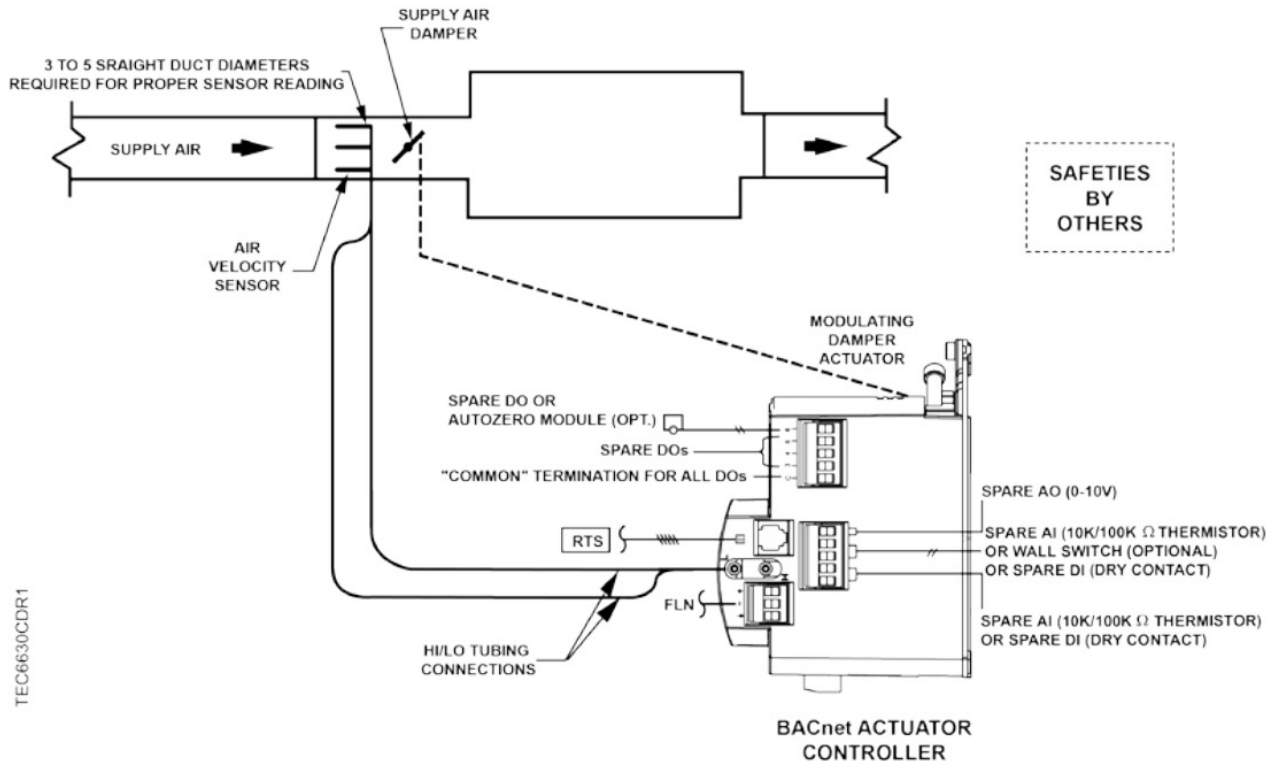 SUPPLY AIR
DAMPER
3 TO 5 SRAIGHT DUCT DIAMETERS
REQUIRED FOR PROPER SENSOR READING
SUPPLY AIR
SAFETIES
BY
OTHERS
AIR
VELOCITY
SENSOR
MODULATING
DAMPER
ACTUATOR
SPARE DO OR
AUTOZERO MODULE (OPT.)
SPARE DOs
"COMMON" TERMINATION FOR ALL DOs
SPARE AO (0-10V)
RTS
SPARE AI (10K/100K Ω THERMISTOR)
OR WALL SWITCH (OPTIONAL)
OR SPARE DI (DRY CONTACT)
FLN
SPARE AI (10K/100K Ω THERMISTOR)
OR SPARE DI (DRY CONTACT)
HI/LO TUBING
CONNECTIONS
TEC6630CDR1
BACnet ACTUATOR
CONTROLLER